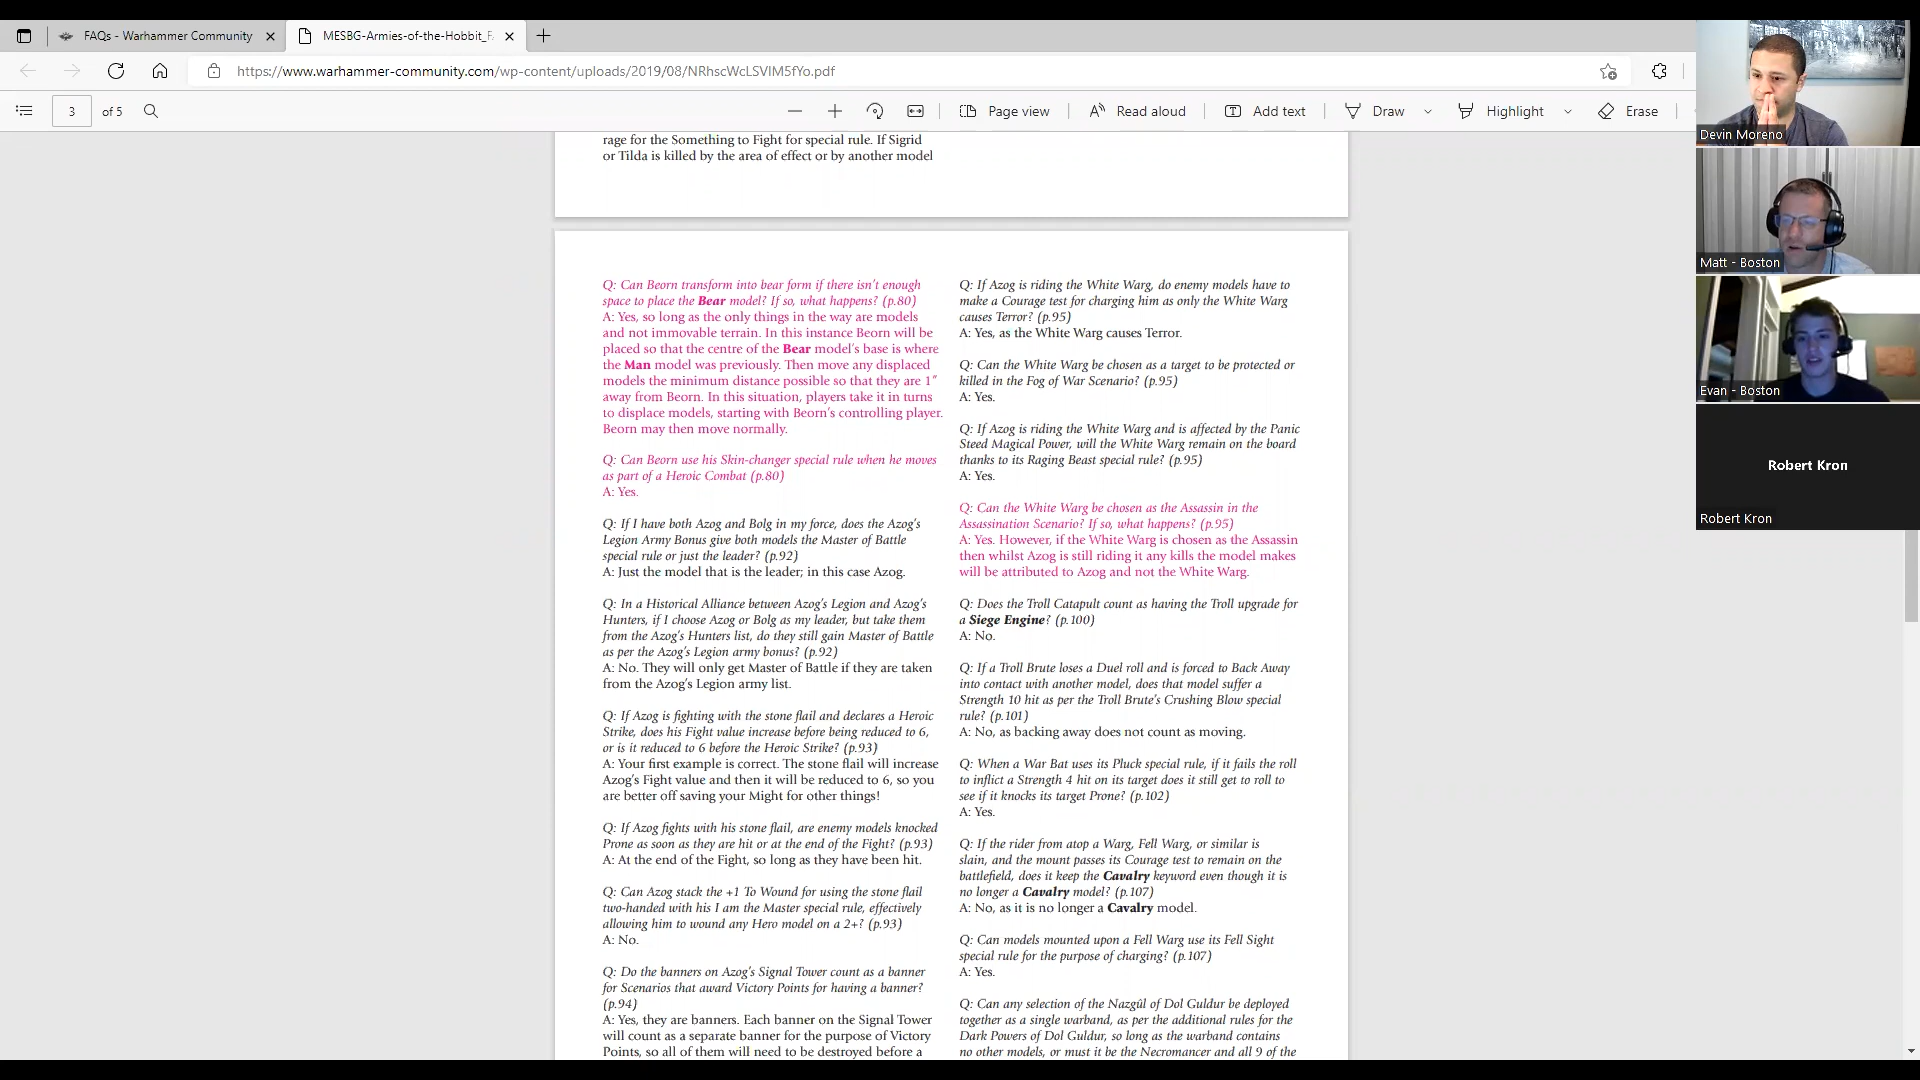 FAQs - Warhammer Community
MESBG-Armies-of-the-Hobbit_F
https://www.warhammer-community.com/wp-content/uploads/2019/08/NRhscWcLSVlM5fYo.pdf
3 of 5
Page view
Read aloud
Add text
Draw
Highlight
Erase
rage for the Something to Fight for special rule. If Sigrid
or Tilda is killed by the area of effect or by another model
Q: Can Beorn transform into bear form if there isn't enough
space to place the Bear model? If so, what happens? (p.80)
A: Yes, so long as the only things in the way are models
and not immovable terrain. In this instance Beorn will be
placed so that the centre of the Bear model's base is where
the Man model was previously. Then move any displaced
models the minimum distance possible so that they are 1"
away from Beorn. In this situation, players take it in turns
to displace models, starting with Beorn's controlling player.
Beorn may then move normally.
Q: Can Beorn use his Skin-changer special rule when he moves
as part of a Heroic Combat (p.80)
A: Yes.
Q: If I have both Azog and Bolg in my force, does the Azog's
Legion Army Bonus give both models the Master of Battle
special rule or just the leader? (p.92)
A: Just the model that is the leader; in this case Azog.
Q: In a Historical Alliance between Azog's Legion and Azog's
Hunters, if I choose Azog or Bolg as my leader, but take them
from the Azog's Hunters list, do they still gain Master of Battle
as per the Azog's Legion army bonus? (p.92)
A: No. They will only get Master of Battle if they are taken
from the Azog's Legion army list.
Q: If Azog is fighting with the stone flail and declares a Heroic
Strike, does his Fight value increase before being reduced to 6,
or is it reduced to 6 before the Heroic Strike? (p.93)
A: Your first example is correct. The stone flail will increase
Azog's Fight value and then it will be reduced to 6, so you
are better off saving your Might for other things!
Q: If Azog fights with his stone flail, are enemy models knocked
Prone as soon as they are hit or at the end of the Fight? (p.93)
A: At the end of the Fight, so long as they have been hit.
Q: Can Azog stack the +1 To Wound for using the stone flail
two-handed with his I am the Master special rule, effectively
allowing him to wound any Hero model on a 2+? (p.93)
A: No.
Q: Do the banners on Azog's Signal Tower count as a banner
for Scenarios that award Victory Points for having a banner?
(p.94)
A: Yes, they are banners. Each banner on the Signal Tower
will count as a separate banner for the purpose of Victory
Points, so all of them will need to be destroyed before a
Q: If Azog is riding the White Warg, do enemy models have to
make a Courage test for charging him as only the White Warg
causes Terror? (p.95)
A: Yes, as the White Warg causes Terror.
Q: Can the White Warg be chosen as a target to be protected or
killed in the Fog of War Scenario? (p.95)
A: Yes.
Q: If Azog is riding the White Warg and is affected by the Panic
Steed Magical Power, will the White Warg remain on the board
thanks to its Raging Beast special rule? (p.95)
A: Yes.
Q: Can the White Warg be chosen as the Assassin in the
Assassination Scenario? If so, what happens? (p.95)
A: Yes. However, if the White Warg is chosen as the Assassin
then whilst Azog is still riding it any kills the model makes
will be attributed to Azog and not the White Warg.
Q: Does the Troll Catapult count as having the Troll upgrade for
a Siege Engine? (p.100)
A: No.
Q: If a Troll Brute loses a Duel roll and is forced to Back Away
into contact with another model, does that model suffer a
Strength 10 hit as per the Troll Brute's Crushing Blow special
rule? (p.101)
A: No, as backing away does not count as moving.
Q: When a War Bat uses its Pluck special rule, if it fails the roll
to inflict a Strength 4 hit on its target does it still get to roll to
see if it knocks its target Prone? (p.102)
A: Yes.
Q: If the rider from atop a Warg, Fell Warg, or similar is
slain, and the mount passes its Courage test to remain on the
battlefield, does it keep the Cavalry keyword even though it is
no longer a Cavalry model? (p.107)
A: No, as it is no longer a Cavalry model.
Q: Can models mounted upon a Fell Warg use its Fell Sight
special rule for the purpose of charging? (p.107)
A: Yes.
Q: Can any selection of the Nazgûl of Dol Guldur be deployed
together as a single warband, as per the additional rules for the
Dark Powers of Dol Guldur, so long as the warband contains
no other models, or must it be the Necromancer and all 9 of the
Devin Moreno
Matt - Boston
Evan - Boston
Robert Kron
Robert Kron